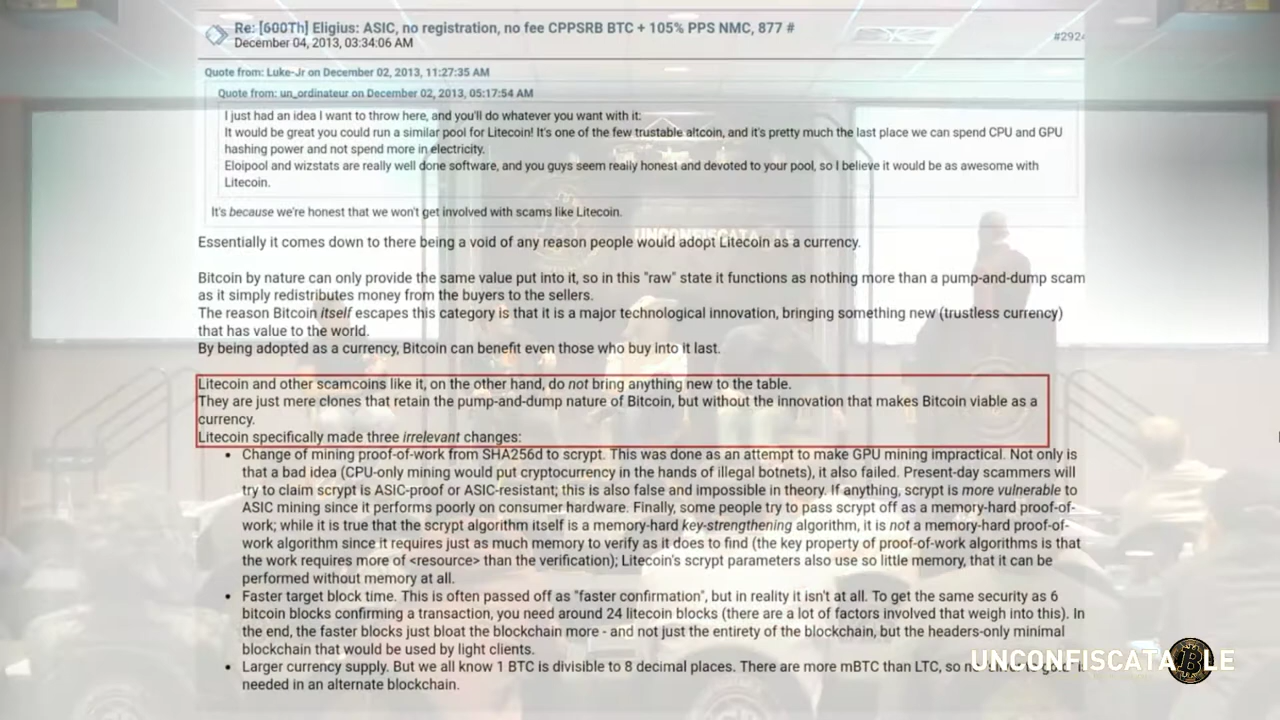 Re: [600Th] Eligius: ASIC, no registration, no fee CPPSRB BTC + 105% PPS NMC, 877 #
December 04, 2013, 03:34:06 AM
#2924
Quote from: Luke-Jr on December 02, 2013, 11:27:35 AM
Quote from: un_ordinateur on December 02, 2013, 05:17:54 AM
I just had an idea I want to throw here, and you'll do whatever you want with it:
It would be great you could run a similar pool for Litecoin! It's one of the few trustable altcoin, and it's pretty much the last place we can spend CPU and GPU
hashing power and not spend more in electricity.
Eloipool and wizstats are really well done software, and you guys seem really honest and devoted to your pool, so I believe it would be as awesome with
Litecoin.
It's because we're honest that we won't get involved with scams like Litecoin.
Essentially it comes down to there being a void of any reason people would adopt Litecoin as a currency.
UNCONFISCATA LE
Bitcoin by nature can only provide the same value put into it, so in this "raw" state it functions as nothing more than a pump-and-dump scam
as it simply redistributes money from the buyers to the sellers.
The reason Bitcoin itself escapes this category is that it is a major technological innovation, bringing something new (trustless currency)
that has value to the world.
By being adopted as a currency, Bitcoin can benefit even those who buy into it last.
Litecoin and other scamcoins like it, on the other hand, do not bring anything new to the table.
They are just mere clones that retain the pump-and-dump nature of Bitcoin, but without the innovation that makes Bitcoin viable as a
currency.
Litecoin specifically made three irrelevant changes:
• Change of mining proof-of-work from SHA256d to scrypt. This was done as an attempt to make GPU mining impractical. Not only is
that a bad idea (CPU-only mining would put cryptocurrency in the hands of illegal botnets), it also failed. Present-day scammers will
try to claim scrypt is ASIC-proof or ASIC-resistant; this is also false and impossible in theory. If anything, scrypt is more vulnerable to
ASIC mining since it performs poorly on consumer hardware. Finally, some people try to pass scrypt off as a memory-hard proof-of-
work; while it is true that the scrypt algorithm itself is a memory-hard key-strengthening algorithm, it is not a memory-hard proof-of-
work algorithm since it requires just as much memory to verify as it does to find (the key property of proof-of-work algorithms is that
the work requires more of <resource> than the verification); Litecoin's scrypt parameters also use so little memory, that it can be
performed without memory at all.
• Faster target block time. This is often passed off as "faster confirmation", but in reality it isn't at all. To get the same security as 6
bitcoin blocks confirming a transaction, you need around 24 litecoin blocks (there are a lot of factors involved that weigh into this). In
the end, the faster blocks just bloat the blockchain more - and not just the entirety of the blockchain, but the headers-only minimal
blockchain that would be used by light clients.
• Larger currency supply. But we all know 1 BTC is divisible to 8 decimal places. There are more mBTC than LTC, so
needed in an alternate blockchain.
UNCONFISCATABLE